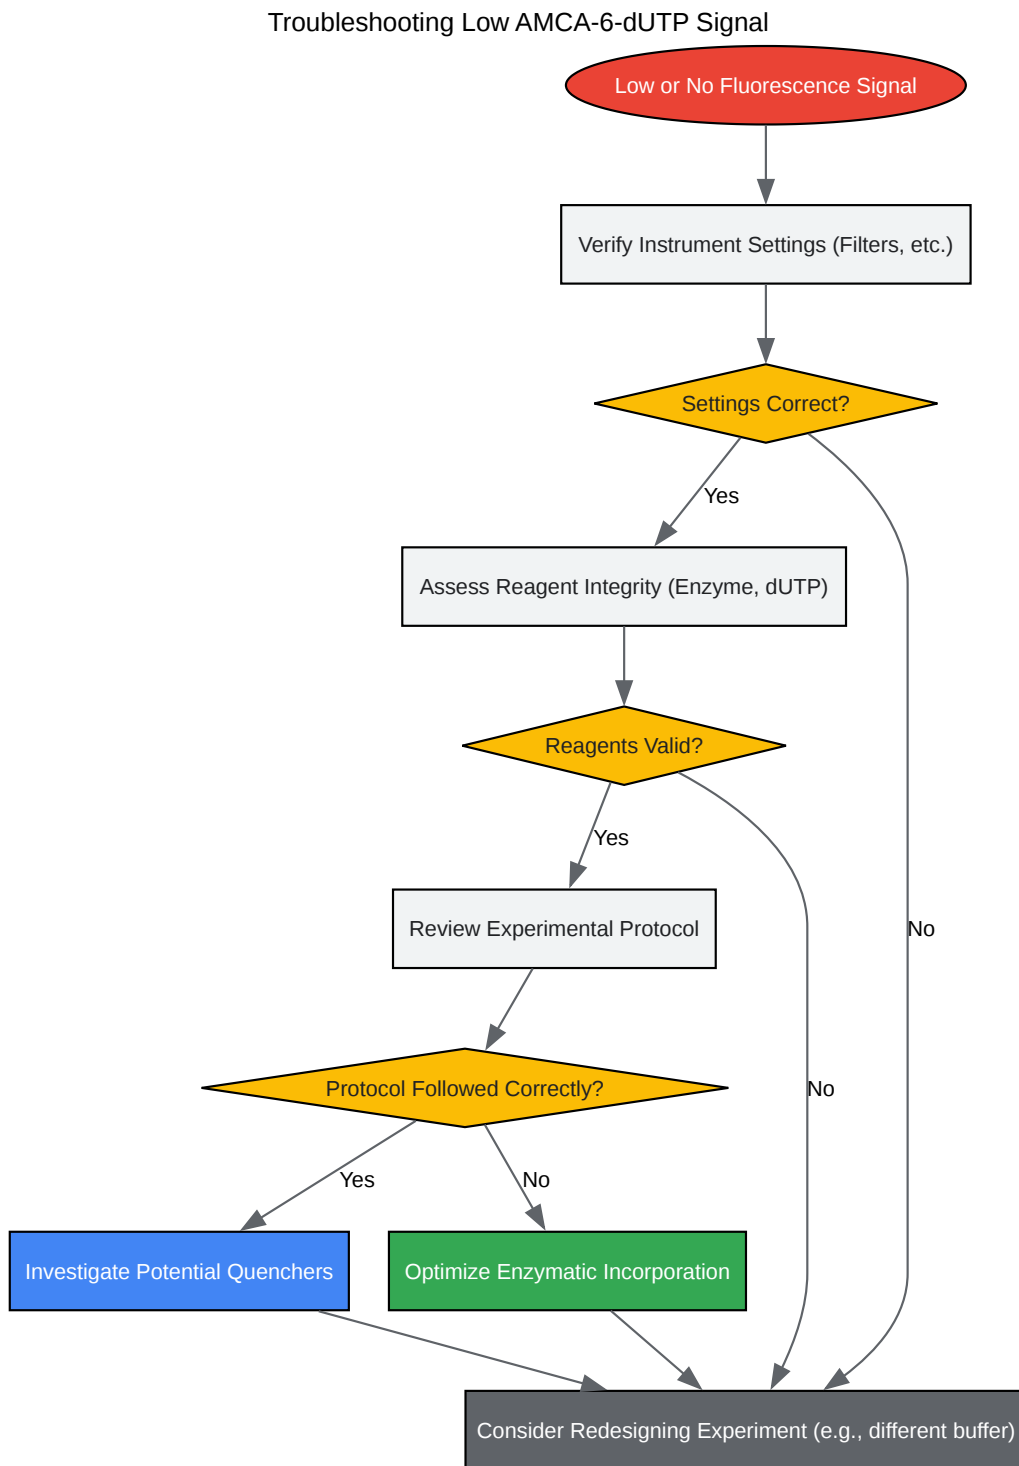 Troubleshooting Low AMCA-6-dUTP Signal
Low or No Fluorescence Signal
Verify Instrument Settings (Filters, etc.)
Settings Correct?
Yes
Assess Reagent Integrity (Enzyme, dUTP)
Reagents Valid?
Yes
Review Experimental Protocol
No
Protocol Followed Correctly?
No
Yes
No
Investigate Potential Quenchers
Optimize Enzymatic Incorporation
Consider Redesigning Experiment (e.g., different buffer)